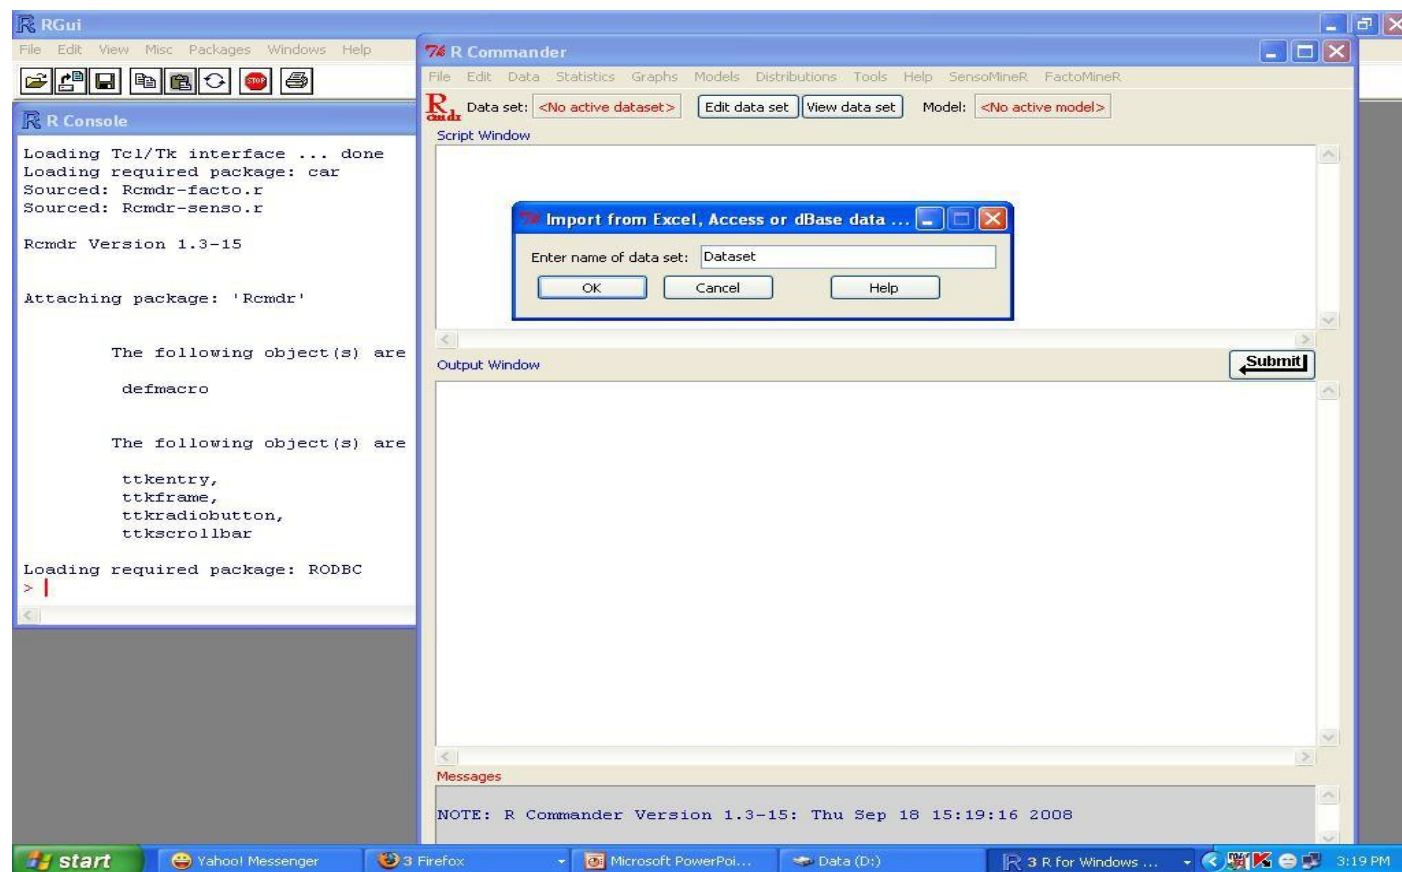 RGui
File Edit View Misc Packages Windows Help
STOP
R Console
Loading Tcl/Tk interface ... done
Loading required package: car
Sourced: Rcmdr-facto.r
Sourced: Rcmdr-senso.r
Rcmdr Version 1.3-15
Attaching package: 'Rcmdr'
The following object(s) are
defmacro
The following object(s) are
ttkentry,
ttkframe,
ttkradiobutton,
ttkscrollbar
Loading required package: RODBC
>
R Commander
File Edit Data Statistics Graphs Models Distributions Tools Help SensoMineR FactoMineR
R cmdr Data set: <No active dataset> Edit data set View data set Model: <No active model>
Script Window
Import from Excel, Access or dBase data ...
Enter name of data set: Dataset
OK Cancel Help
Output Window
Submit
Messages
NOTE: R Commander Version 1.3-15: Thu Sep 18 15:19:16 2008
start Yahoo! Messenger 3 Firefox Microsoft PowerPoi... Data (D:) 3 R for Windows ... 3:19 PM